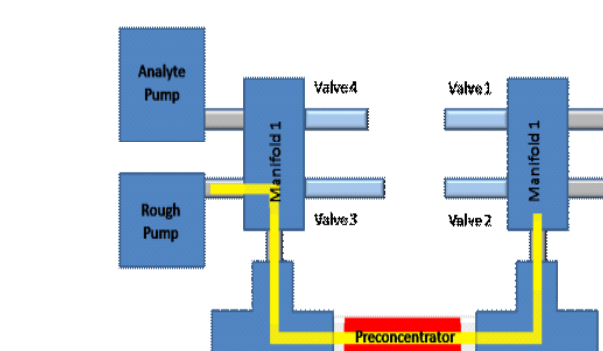 Analyte
Pump
Valve4
Valve1
Manifold 1
Manifold 1
Rough
Pump
Valve3
Valve2
Preconcentrator